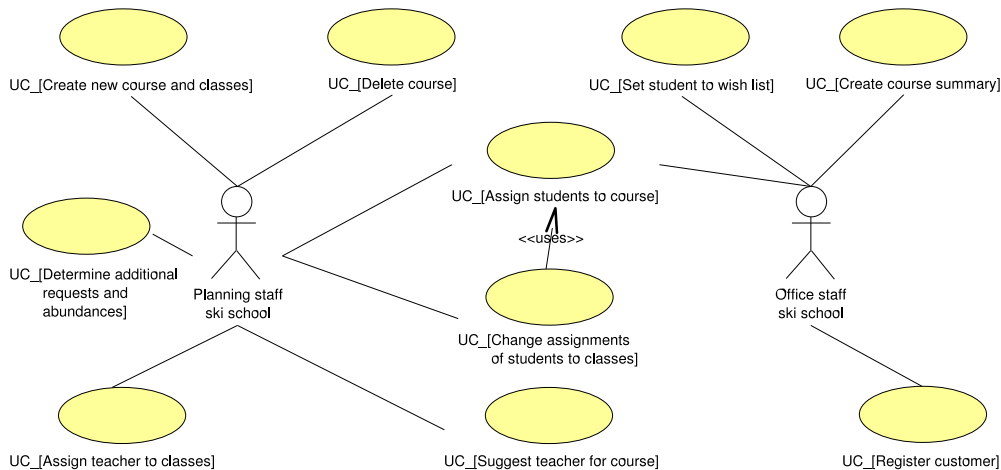 UC_[Create new course and classes]
UC_[Delete course]
UC_[Set student to wish list]
UC_[Create course summary]
UC_[Assign students to course]
<<uses>>
UC_[Determine additional
requests and
abundances]
Planning staff
ski school
Office staff
ski school
UC_[Change assignments
of students to classes]
UC_[Assign teacher to classes]
UC_[Suggest teacher for course]
UC_[Register customer]